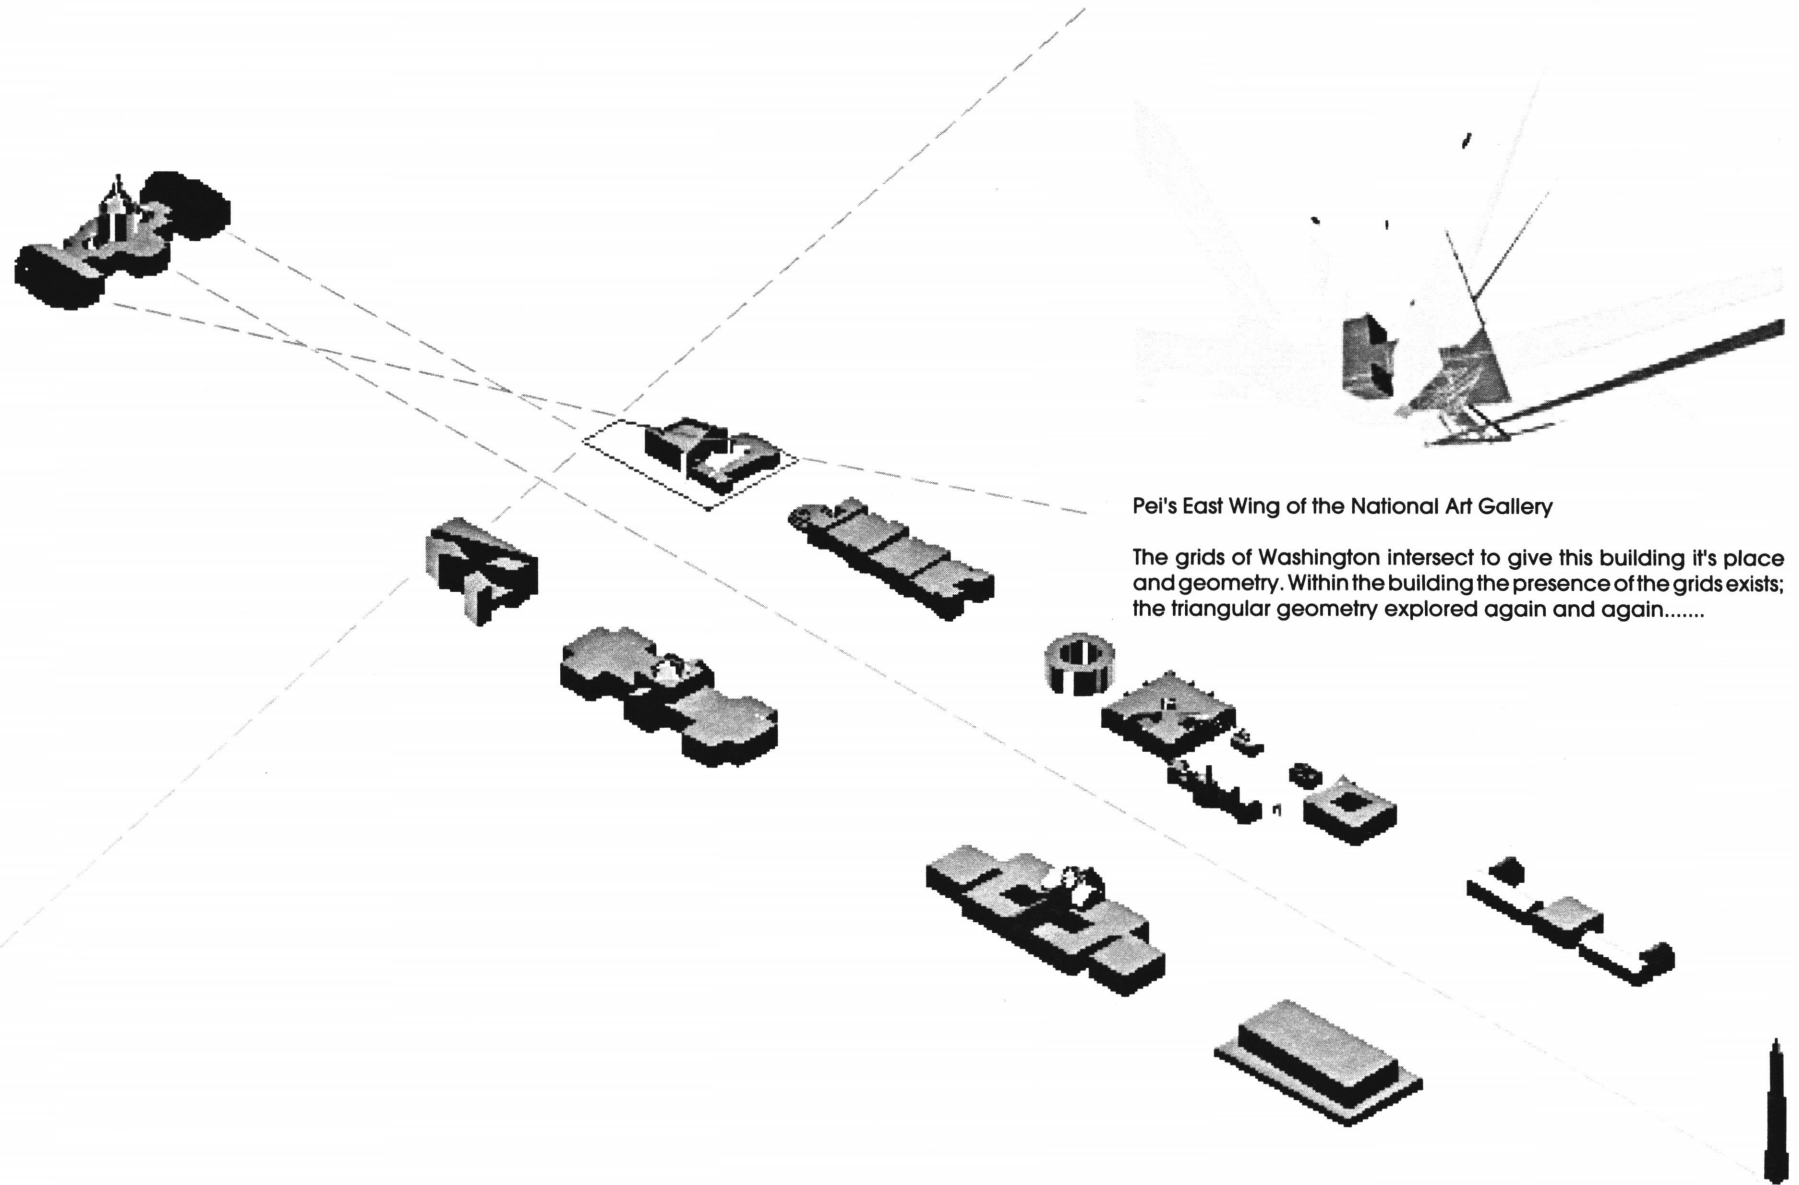 Pei's East Wing of the National Art Gallery
The grids of Washington intersect to give this building it's place
and geometry. Within the building the presence of the grids exists;
the triangular geometry explored again and again.......